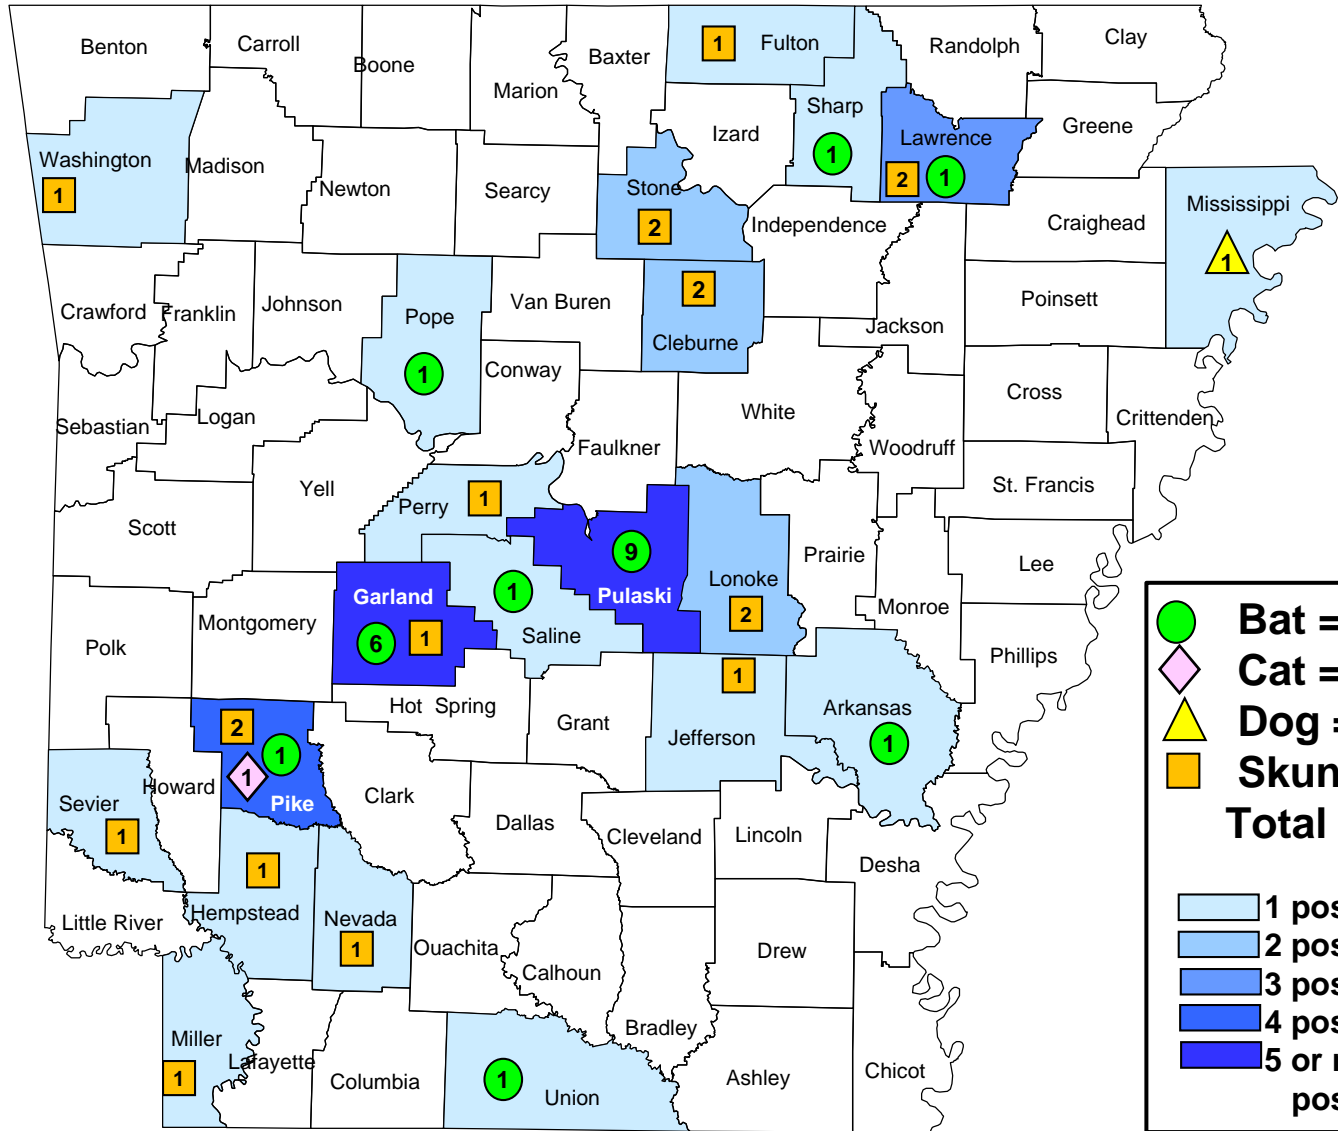 Benton
Carroll
Boone
Marion
Baxter
1
Fulton
Randolph
Clay
Sharp
1
Izard
Lawrence
2
1
Greene
Washington
1
Madison
Newton
Searcy
Stone
2
Independence
Craighead
Mississippi
1
Crawford
Franklin
Johnson
Pope
1
Van Buren
2
Cleburne
Jackson
Poinsett
Sebastian
Logan
Conway
White
Cross
Crittenden
Faulkner
Woodruff
Yell
St. Francis
Scott
Perry
1
9
Pulaski
Lonoke
2
Prairie
Lee
Garland
6
1
1
Saline
Monroe
Polk
Montgomery
Phillips
Hot Spring
Grant
1
Jefferson
Arkansas
1
2
1
1
Pike
Howard
Sevier
1
Clark
Dallas
Cleveland
Lincoln
Desha
1
Hempstead
Little River
Nevada
1
Ouachita
Calhoun
Drew
Bradley
Miller
1
Lafayette
Columbia
1
Union
Ashley
Chicot
Bat =
Cat =
Dog =
Skun
Total
1 pos
2 pos
3 pos
4 pos
5 or
pos